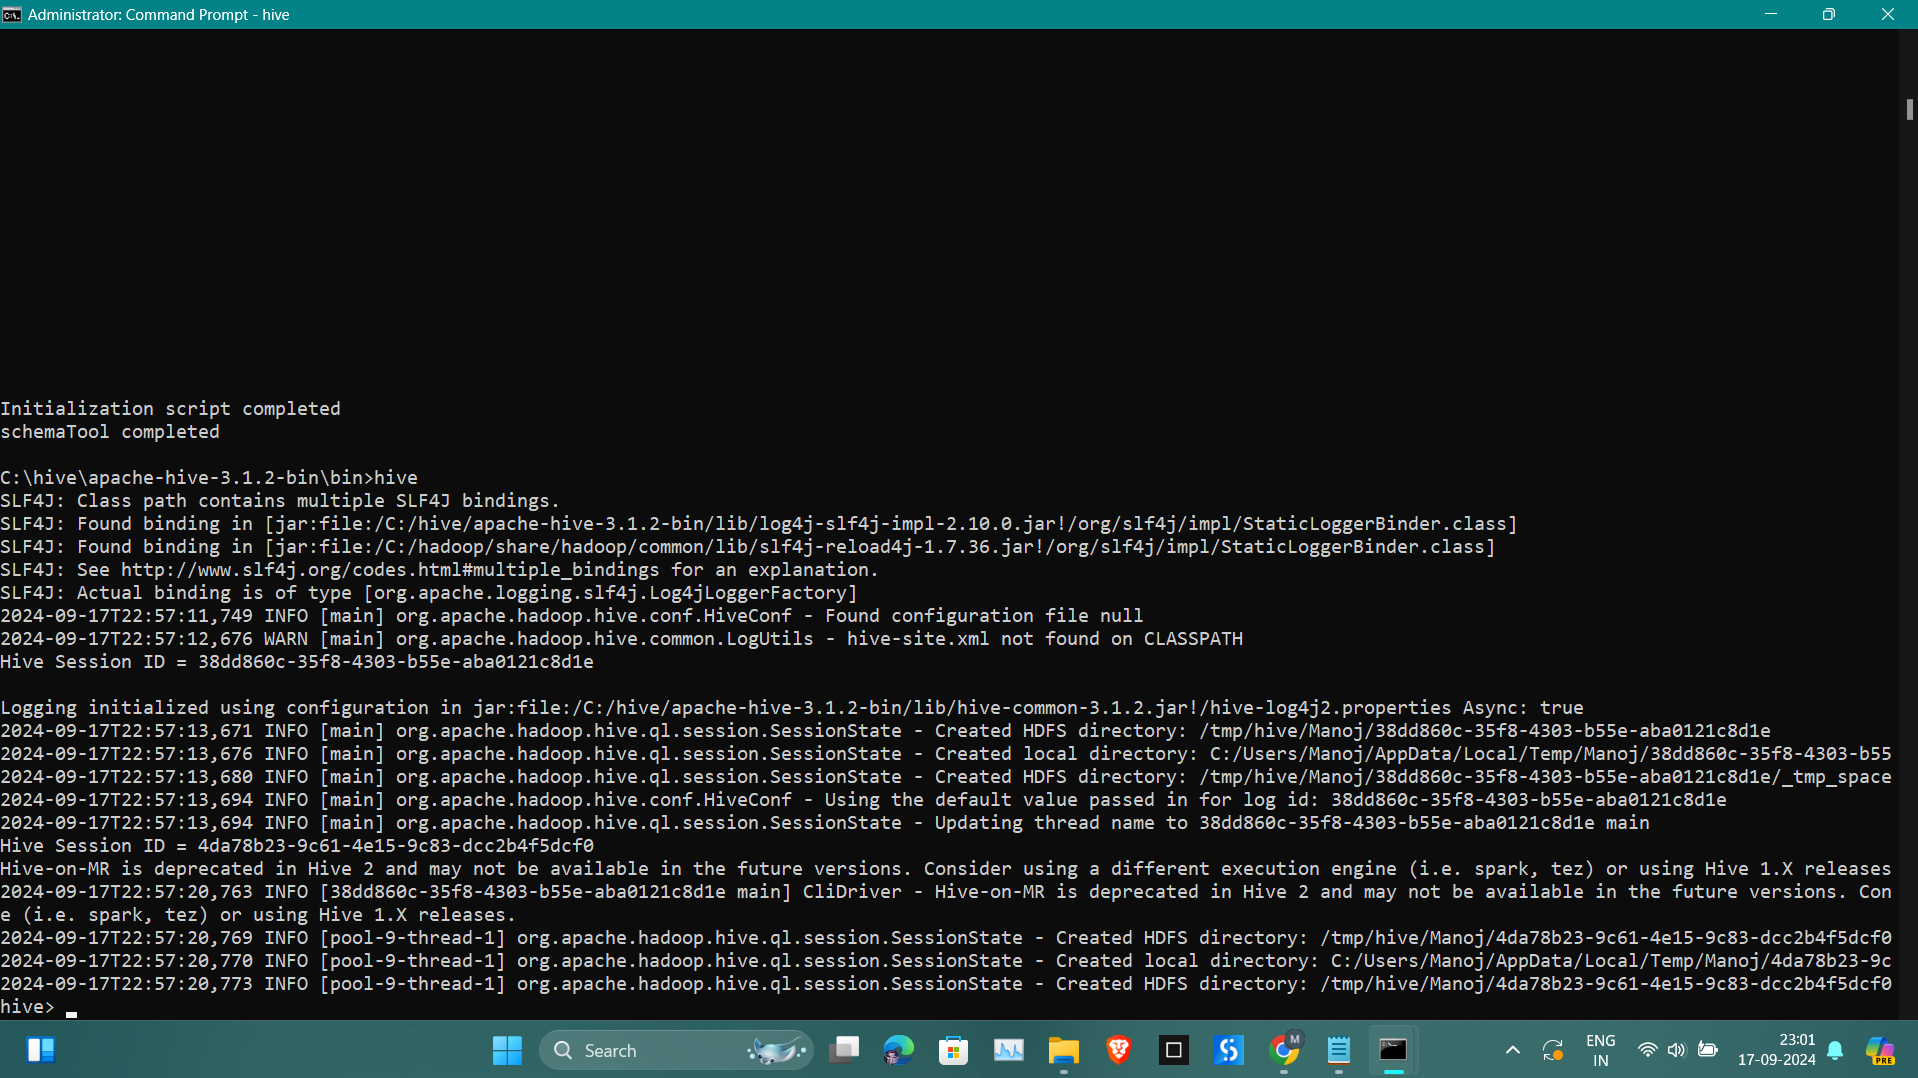 Administrator: Command Prompt - hive
Initialization script completed
schemaTool completed
C:\hive\apache-hive-3.1.2-bin\bin>hive
SLF4J: Class path contains multiple SLF4J bindings.
SLF4J: Found binding in [jar:file:/C:/hive/apache-hive-3.1.2-bin/lib/log4j-slf4j-impl-2.10.0.jar!/org/slf4j/impl/StaticLoggerBinder.class]
SLF4J: Found binding in [jar:file:/C:/hadoop/share/hadoop/common/lib/slf4j-reload4j-1.7.36.jar!/org/slf4j/impl/StaticLoggerBinder.class]
SLF4J: See http://www.slf4j.org/codes.html#multiple_bindings for an explanation.
SLF4J: Actual binding is of type [org.apache.logging.slf4j.Log4jLoggerFactory]
2024-09-17T22:57:11,749 INFO [main] org.apache.hadoop.hive.conf.HiveConf - Found configuration file null
2024-09-17T22:57:12,676 WARN [main] org.apache.hadoop.hive.common.LogUtils - hive-site.xml not found on CLASSPATH
Hive Session ID = 38dd860c-35f8-4303-b55e-aba0121c8d1e
Logging initialized using configuration in jar:file:/C:/hive/apache-hive-3.1.2-bin/lib/hive-common-3.1.2.jar!/hive-log4j2.properties Async: true
2024-09-17T22:57:13,671 INFO [main] org.apache.hadoop.hive.ql.session.SessionState - Created HDFS directory: /tmp/hive/Manoj/38dd860c-35f8-4303-b55e-aba0121c8d1e
2024-09-17T22:57:13,676 INFO [main] org.apache.hadoop.hive.ql.session.SessionState - Created local directory: C:/Users/Manoj/AppData/Local/Temp/Manoj/38dd860c-35f8-4303-b55
2024-09-17T22:57:13,680 INFO [main] org.apache.hadoop.hive.ql.session.SessionState - Created HDFS directory: /tmp/hive/Manoj/38dd860c-35f8-4303-b55e-aba0121c8d1e/_tmp_space
2024-09-17T22:57:13,694 INFO [main] org.apache.hadoop.hive.conf.HiveConf - Using the default value passed in for log id: 38dd860c-35f8-4303-b55e-aba0121c8d1e
2024-09-17T22:57:13,694 INFO [main] org.apache.hadoop.hive.ql.session.SessionState - Updating thread name to 38dd860c-35f8-4303-b55e-aba0121c8d1e main
Hive Session ID = 4da78b23-9c61-4e15-9c83-dcc2b4f5dcf0
Hive-on-MR is deprecated in Hive 2 and may not be available in the future versions. Consider using a different execution engine (i.e. spark, tez) or using Hive 1.X releases
2024-09-17T22:57:20,763 INFO [38dd860c-35f8-4303-b55e-aba0121c8d1e main] CliDriver - Hive-on-MR is deprecated in Hive 2 and may not be available in the future versions. Con
e (i.e. spark, tez) or using Hive 1.X releases.
2024-09-17T22:57:20,769 INFO [pool-9-thread-1] org.apache.hadoop.hive.ql.session.SessionState - Created HDFS directory: /tmp/hive/Manoj/4da78b23-9c61-4e15-9c83-dcc2b4f5dcf0
2024-09-17T22:57:20,770 INFO [pool-9-thread-1] org.apache.hadoop.hive.ql.session.SessionState - Created local directory: C:/Users/Manoj/AppData/Local/Temp/Manoj/4da78b23-9c
2024-09-17T22:57:20,773 INFO [pool-9-thread-1] org.apache.hadoop.hive.ql.session.SessionState - Created HDFS directory: /tmp/hive/Manoj/4da78b23-9c61-4e15-9c83-dcc2b4f5dcf0
hive>
Search
M
ENG
IN
23:01
17-09-2024
PRE